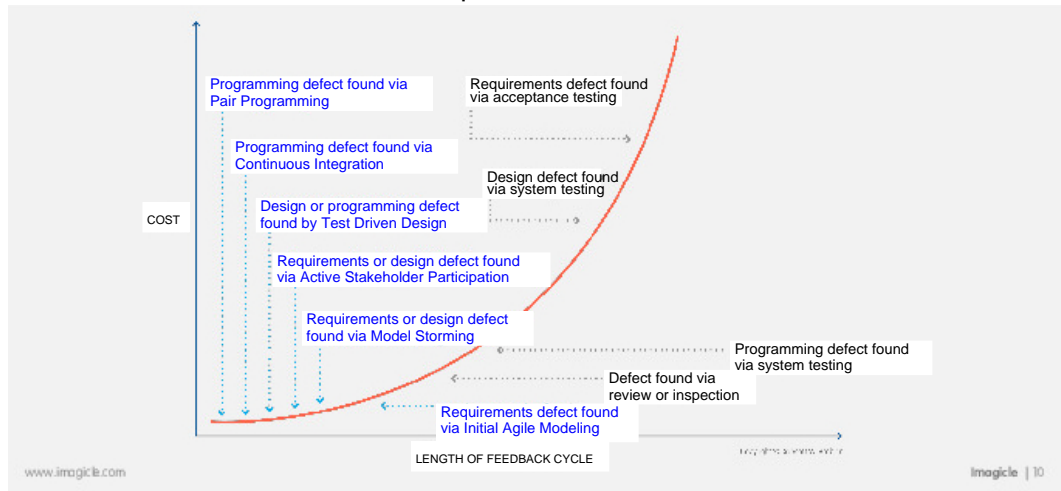 Programming defect found via
Pair Programming
Requirements defect found
via acceptance testing
Programming defect found via
Continuous Integration
Design defect found
via system testing
COST
Design or programming defect
found by Test Driven Design
Requirements or design defect found
via Active Stakeholder Participation
Requirements or design defect
found via Model Storming
Programming defect found
via system testing
Defect found via
review or inspection
Requirements defect found
via Initial Agile Modeling
LENGTH OF FEEDBACK CYCLE
www.imagicle.com
Imagicle | 10